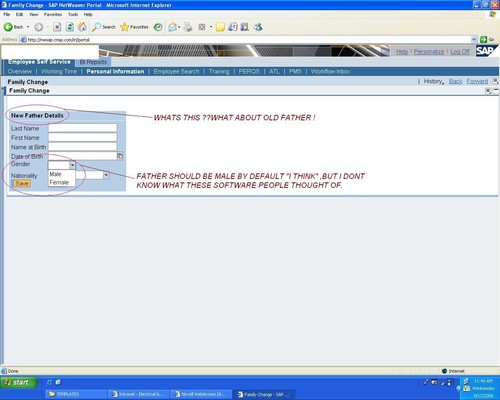 Family Change - SAP NetWeaver Portal - Microsoft Internet Explorer
File Edit View Favorites Tools Help
Back Search Favorites
Address http://nwwap.crisp.com/irj/portal
Help | Personalize | Log Off SAP
Employee Self Service BI Reports
Overview | Working Time | Personal Information | Employee Search | Training | PERQS | ATL | PMS | Workflow Inbox
Family Change History, Back Forward
Family Change
New Father Details
WHATS THIS ??WHAT ABOUT OLD FATHER !
Last Name
First Name
Name at Birth
Date of Birth
Gender
Male
Nationality
Female
Save
FATHER SHOULD BE MALE BY DEFAULT "I THINK" ,BUT I DONT
KNOW WHAT THESE SOFTWARE PEOPLE THOUGHT OF.
Done Internet
start 11:46 AM
Wednesday
TEMPLATES Intranet - Electrical &... Family Change - SAP ...